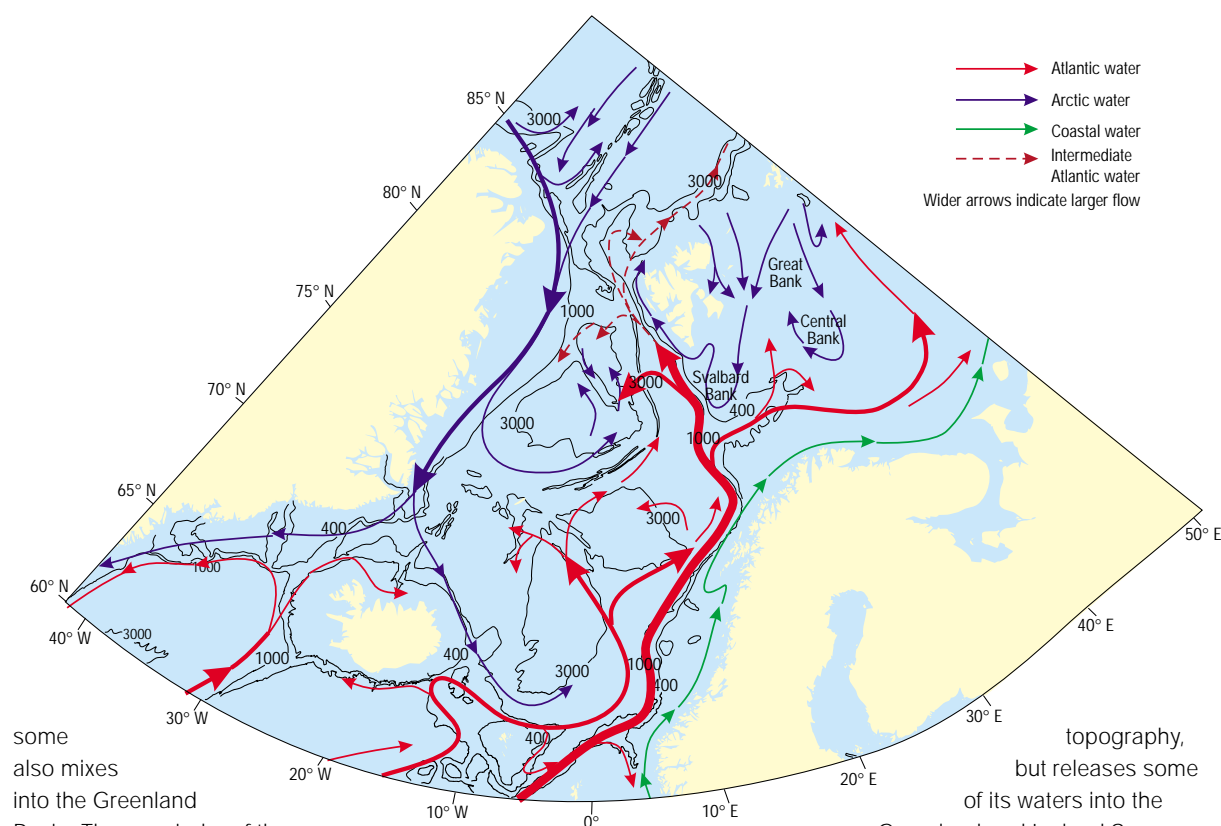 Atlantic water
Arctic water
Coastal water
Intermediate
Atlantic water
Wider arrows indicate larger flow
85° N
80° N
75° N
70° N
65° N
60° N
40° W
30° W
20° W
10° W
0°
10° E
20° E
30° E
40° E
50° E
3000
3000
Great
Bank
Central
Bank
1000
Svalbard
Bank
3000
400
3000
1000
3000
400
1000
3000
1000
400
3000
1000
400
400
some
also mixes
into the Greenland
topography,
but releases some
of its waters into the